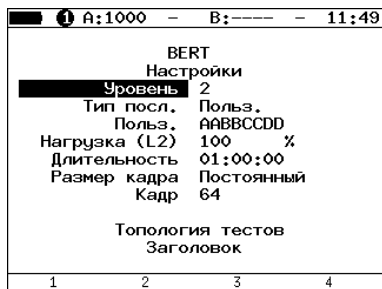 1 A:1000 – B:---- – 11:49
BERT
Настройки
Уровень 2
Тип посл. Польз.
Польз. AABBCCDD
Нагрузка (L2) 100 %
Длительность 01:00:00
Размер кадра Постоянный
Кадр 64
Топология тестов
Заголовок
1 2 3 4